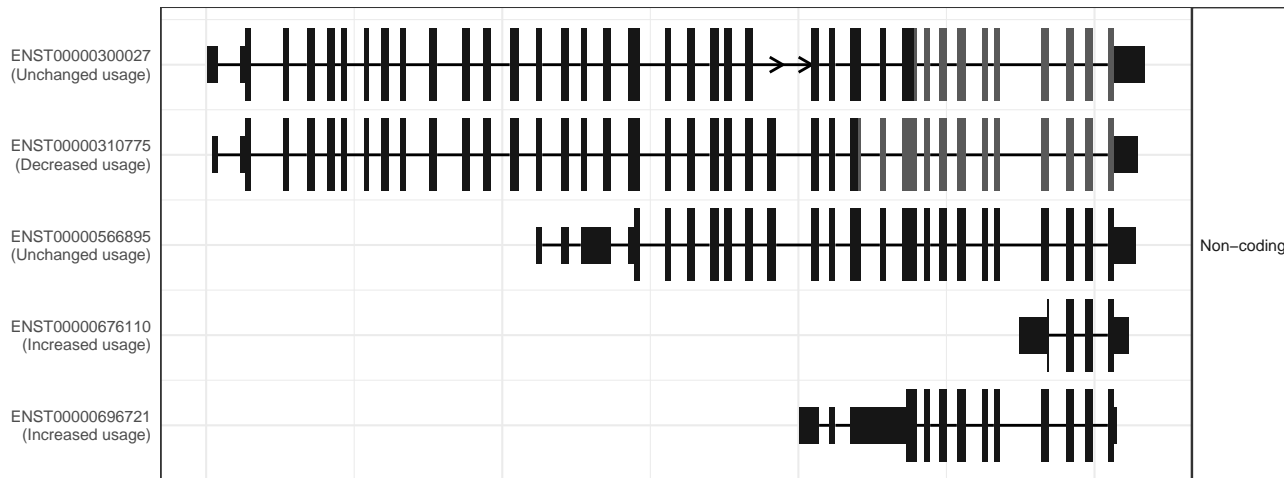 ENST00000300027
(Unchanged usage)
ENST00000310775
(Decreased usage)
ENST00000566895
(Unchanged usage)
Non−coding
ENST00000676110
(Increased usage)
ENST00000696721
(Increased usage)